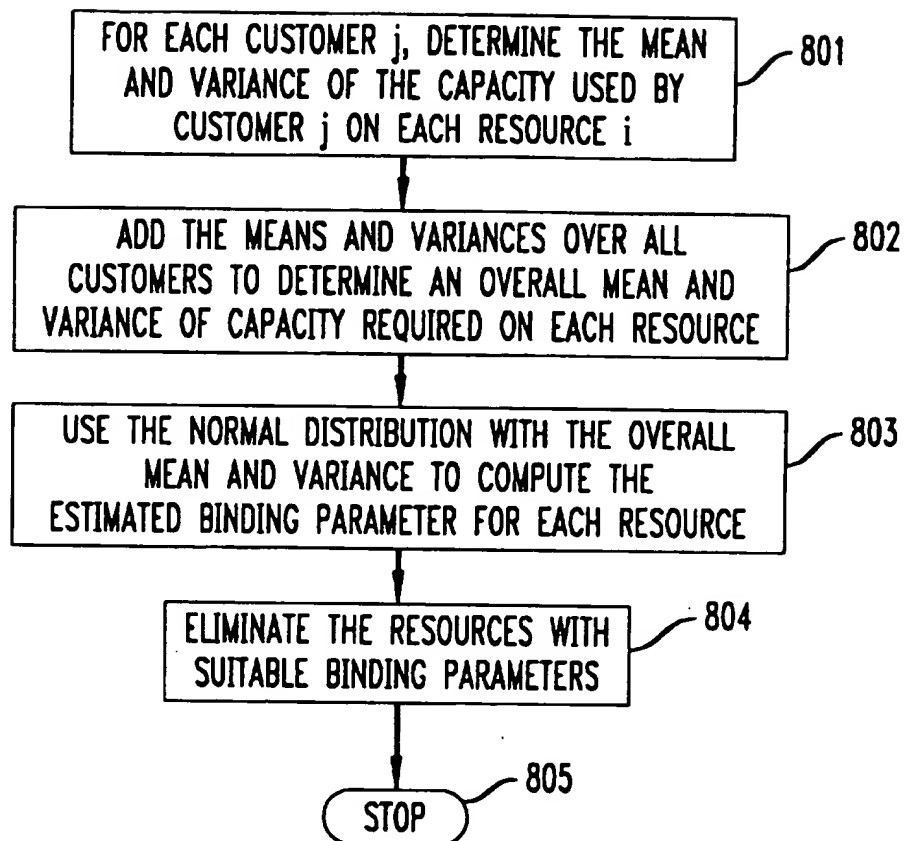 FOR EACH CUSTOMER j, DETERMINE THE MEAN
AND VARIANCE OF THE CAPACITY USED BY
CUSTOMER j ON EACH RESOURCE i
801
ADD THE MEANS AND VARIANCES OVER ALL
CUSTOMERS TO DETERMINE AN OVERALL MEAN AND
VARIANCE OF CAPACITY REQUIRED ON EACH RESOURCE
802
USE THE NORMAL DISTRIBUTION WITH THE OVERALL
MEAN AND VARIANCE TO COMPUTE THE
ESTIMATED BINDING PARAMETER FOR EACH RESOURCE
803
ELIMINATE THE RESOURCES WITH
SUITABLE BINDING PARAMETERS
804
STOP
805